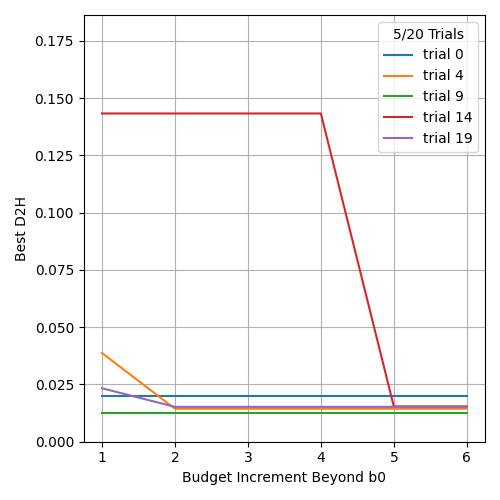 5/20 Trials
trial 0
trial 4
trial 9
trial 14
trial 19
0.175
0.150
0.125
0.100
0.075
0.050
0.025
0.000
Best D2H
1 2 3 4 5 6
Budget Increment Beyond b0